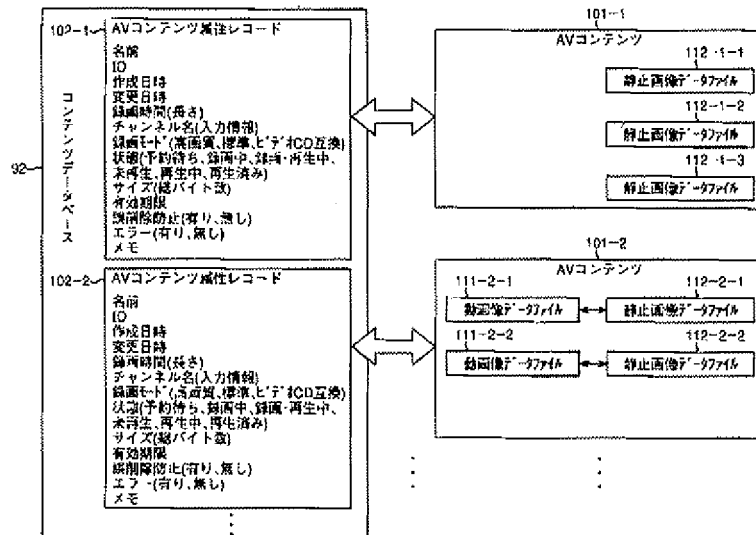 92
コンテンツデータベース
102-1
AVコンテンツ属性レコード
名前
ID
作成日時
変更日時
録画時間(長さ)
チャンネル名(入力情報)
録画モード(高画質、標準、ビデオCD互換)
状態(予約待ち、録画中、録画・再生中、
未再生、再生中、再生済み)
サイズ(総バイト数)
有効期限
誤削除防止(有り、無し)
エラー(有り、無し)
メモ
102-2
AVコンテンツ属性レコード
名前
ID
作成日時
変更日時
録画時間(長さ)
チャンネル名(入力情報)
録画モード(高画質、標準、ビデオCD互換)
状態(予約待ち、録画中、録画・再生中、
未再生、再生中、再生済み)
サイズ(総バイト数)
有効期限
誤削除防止(有り、無し)
エラー(有り、無し)
メモ
101-1
AVコンテンツ
112-1-1
静止画像データファイル
112-1-2
静止画像データファイル
112-1-3
静止画像データファイル
101-2
AVコンテンツ
111-2-1
動画像データファイル
112-2-1
静止画像データファイル
111-2-2
動画像データファイル
112-2-2
静止画像データファイル